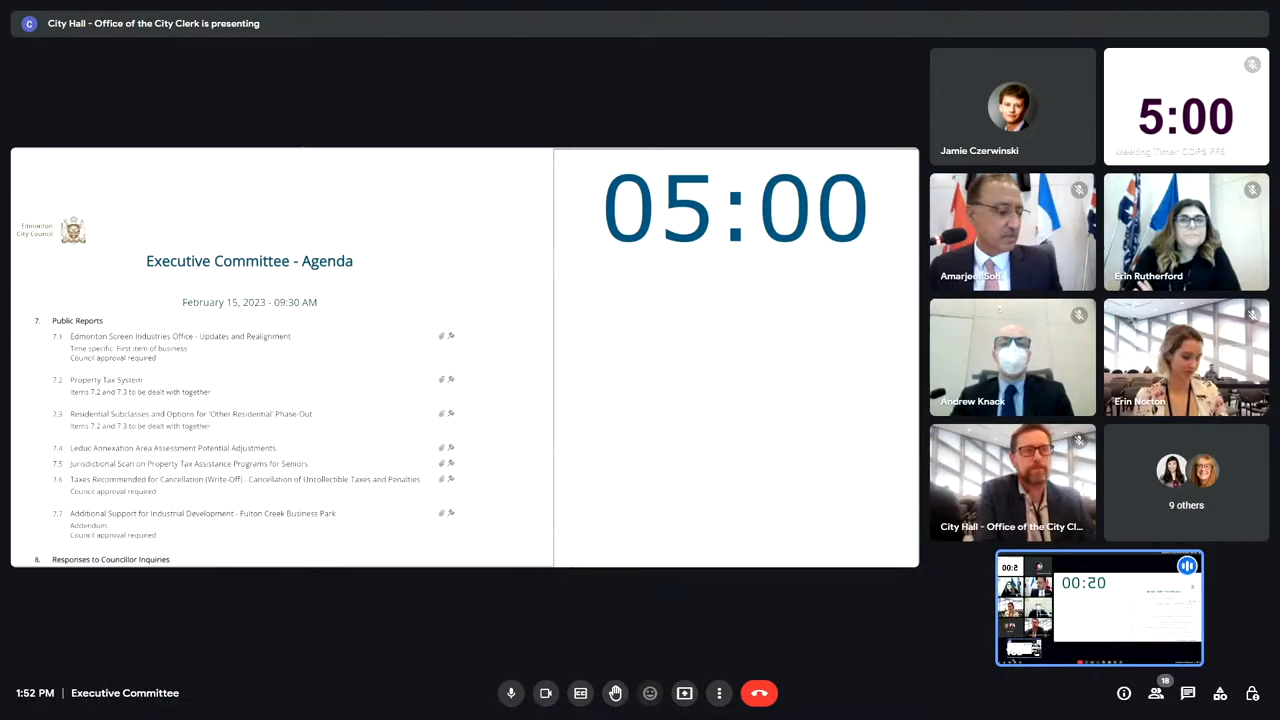 C City Hall - Office of the City Clerk is presenting
Edmonton
City Council
Executive Committee - Agenda
February 15, 2023 - 09:30 AM
7. Public Reports
7.1 Edmonton Screen Industries Office - Updates and Realignment
Time specific: First item of business
Council approval required
7.2 Property Tax System
Items 7.2 and 7.3 to be dealt with together
7.3 Residential Subclasses and Options for 'Other Residential' Phase-Out
Items 7.2 and 7.3 to be dealt with together
7.4 Leduc Annexation Area Assessment Potential Adjustments
7.5 Jurisdictional Scan on Property Tax Assistance Programs for Seniors
7.6 Taxes Recommended for Cancellation (Write-Off) - Cancellation of Uncollectible Taxes and Penalties
Council approval required
7.7 Additional Support for Industrial Development - Fulton Creek Business Park
Addendum
Council approval required
8. Responses to Councillor Inquiries
05:00
Jamie Czerwinski
5:00
Meeting Timer COPS FPS
Amarjeet Sohi
Erin Rutherford
Andrew Knack
Erin Norton
City Hall - Office of the City Cl...
9 others
5:00
05:00
1:52 PM | Executive Committee
18